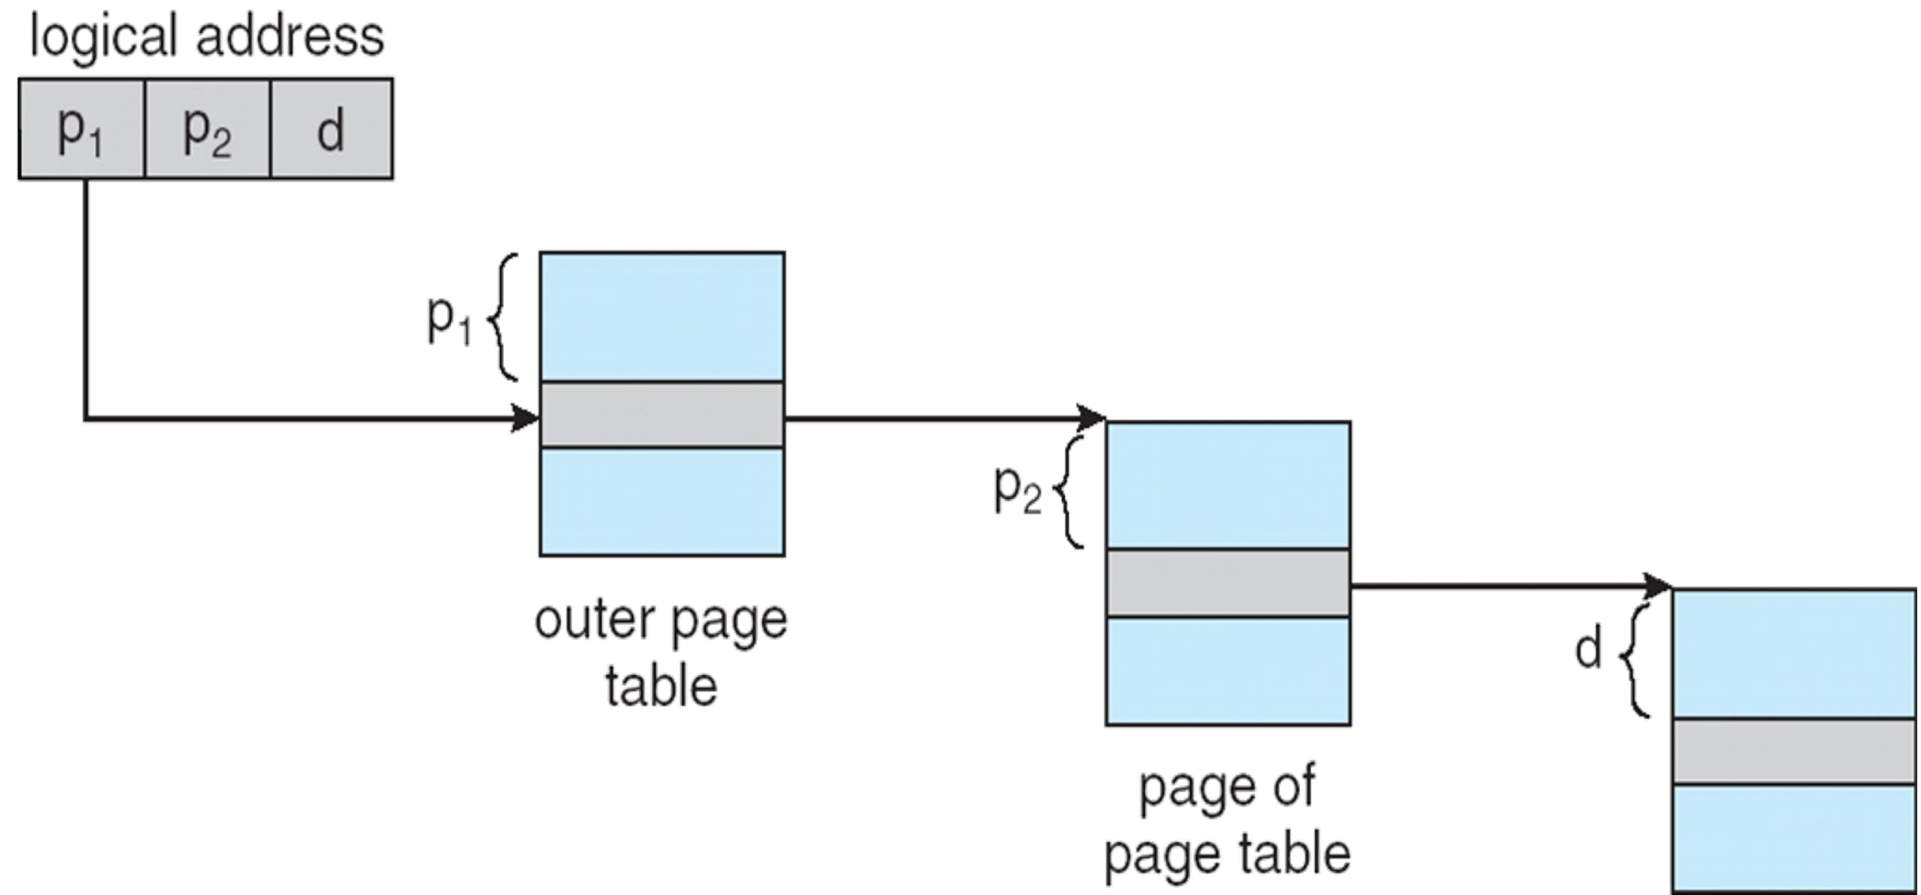 logical address
p₁ p₂ d
p₁
outer page
table
p₂
page of
page table
d